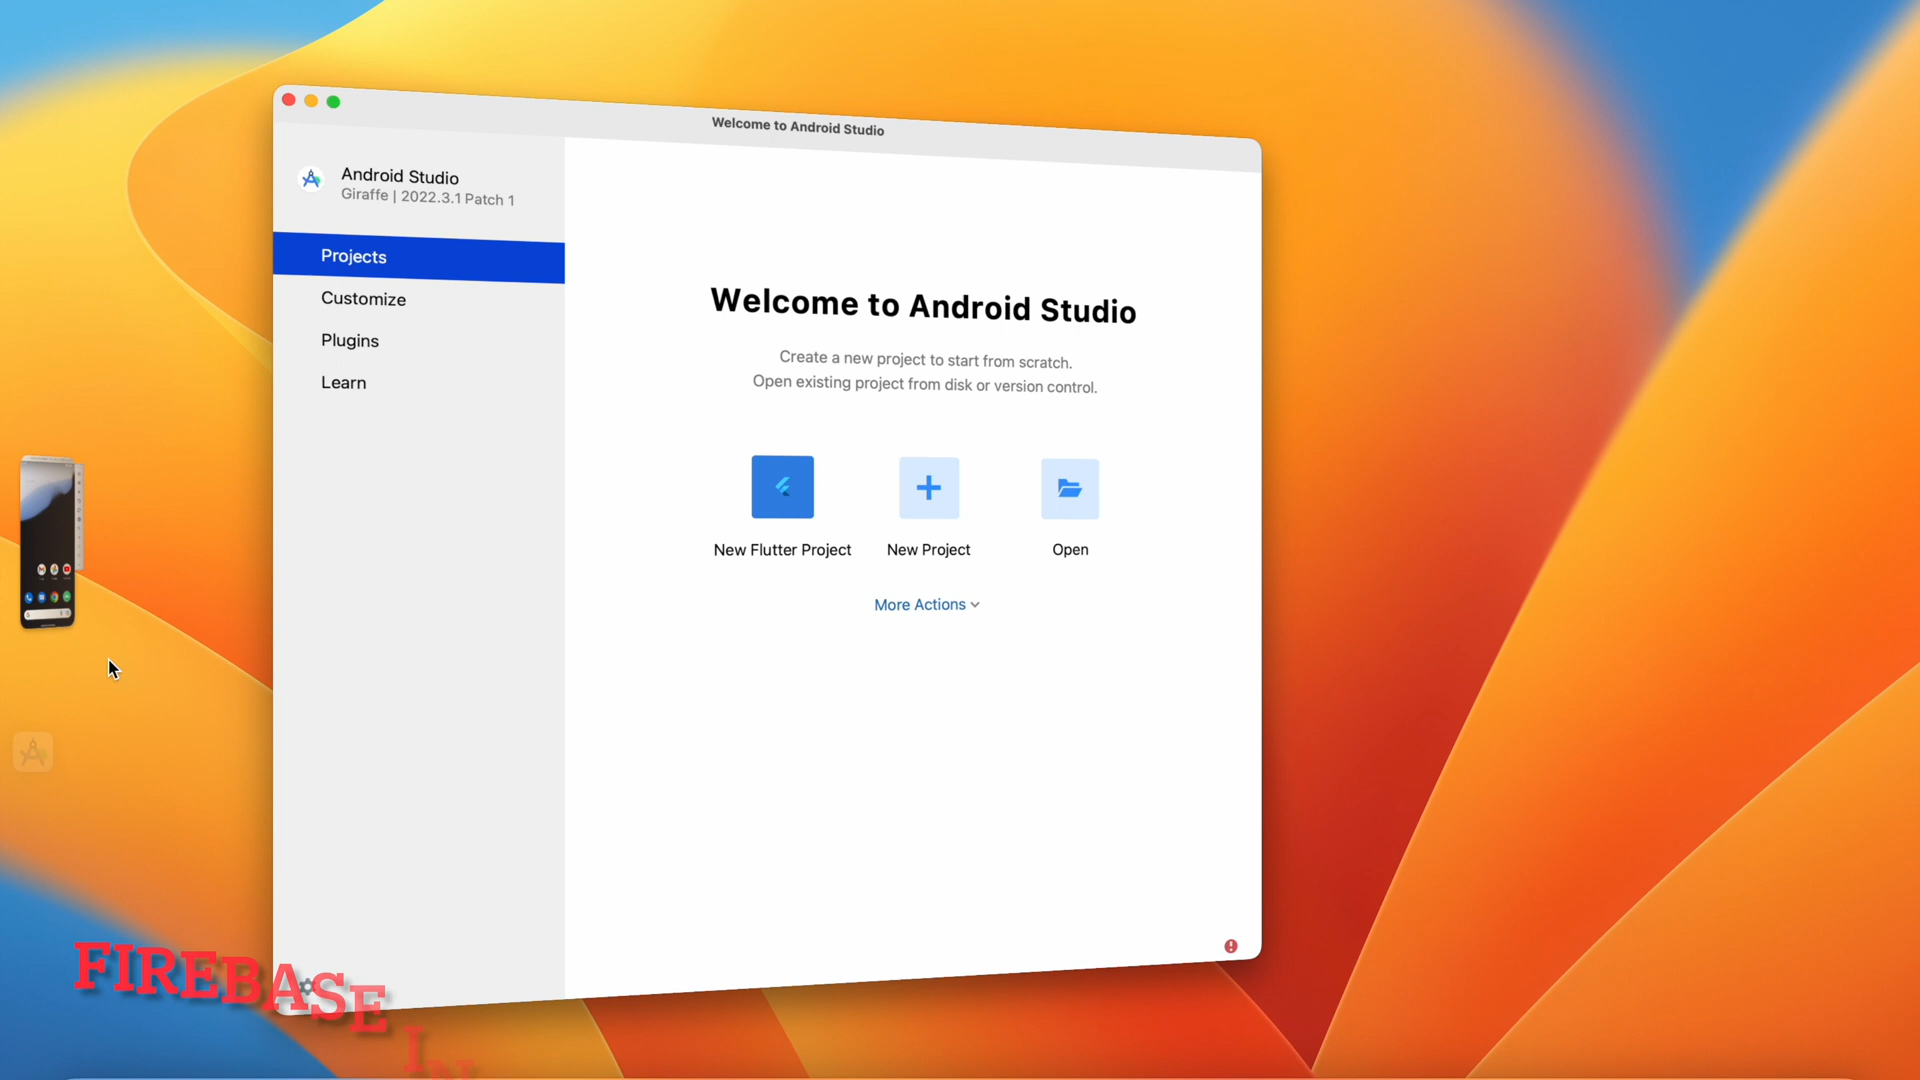 Welcome to Android Studio
Android Studio
Giraffe | 2022.3.1 Patch 1
Projects
Customize
Plugins
Learn
Welcome to Android Studio
Create a new project to start from scratch.
Open existing project from disk or version control.
New Flutter Project
New Project
Open
More Actions
FIREBASE IN